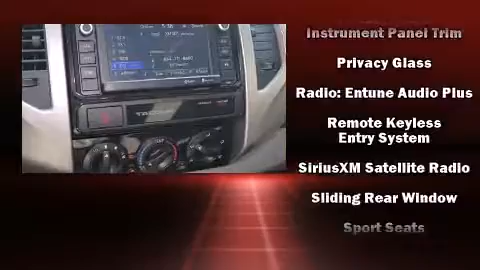 Instrument Panel Trim
Privacy Glass
Radio: Entune Audio Plus
Remote Keyless
Entry System
SiriusXM Satellite Radio
Sliding Rear Window
Sport Seats
TACOMA